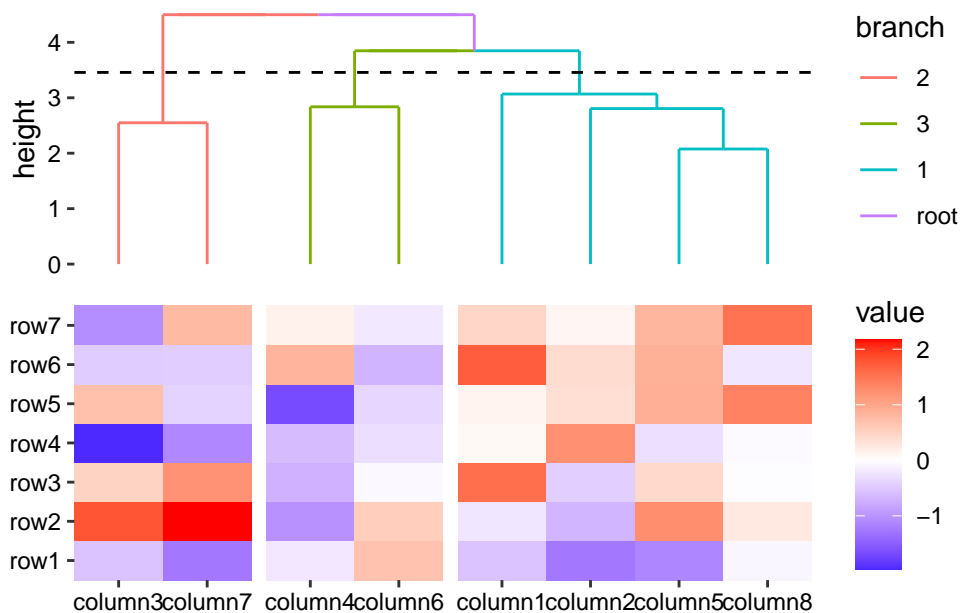 height
4
3
2
1
0
branch
2
3
1
root
row7
row6
row5
row4
row3
row2
row1
column3 column7 column4 column6 column1 column2 column5 column8
value
2
1
0
−1